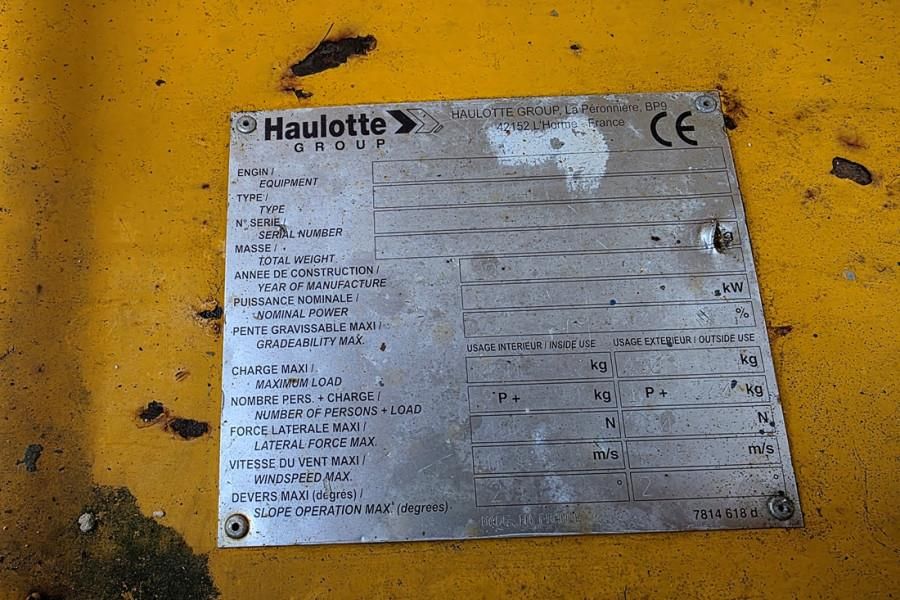 Haulotte
GROUP
HAULOTTE GROUP, La Péronnière, BP9
42152 L'Horme - France
CE
ENGIN /
EQUIPMENT
TYPE /
TYPE
N° SERIE /
SERIAL NUMBER
MASSE /
TOTAL WEIGHT
ANNEE DE CONSTRUCTION /
YEAR OF MANUFACTURE
PUISSANCE NOMINALE /
NOMINAL POWER
kW
PENTE GRAVISSABLE MAXI /
GRADEABILITY MAX.
%
USAGE INTERIEUR / INSIDE USE USAGE EXTERIEUR / OUTSIDE USE
CHARGE MAXI /
MAXIMUM LOAD
kg kg
NOMBRE PERS. + CHARGE /
NUMBER OF PERSONS + LOAD
P + kg P + kg
FORCE LATERALE MAXI /
LATERAL FORCE MAX.
N N
VITESSE DU VENT MAXI /
WINDSPEED MAX.
m/s m/s
DEVERS MAXI (degrés) /
SLOPE OPERATION MAX. (degrees)
2 ° 2 °
7814 618 d